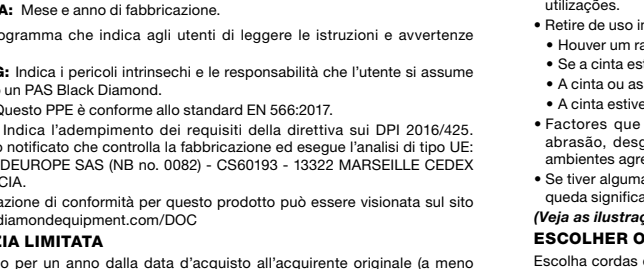 A: Mese e anno di fabbricazione.
ogramma che indica agli utenti di leggere le istruzioni e avvertenze
G: Indica i pericoli intrinsechi e le responsabilità che l'utente si assume
un PAS Black Diamond.
Questo PPE è conforme allo standard EN 566:2017.
Indica l'adempimento dei requisiti della direttiva sui DPI 2016/425.
o notificato che controlla la fabbricazione ed esegue l'analisi di tipo UE:
DEUROPE SAS (NB no. 0082) - CS60193 - 13322 MARSEILLE CEDEX
CIA.
azione di conformità per questo prodotto può essere visionata sul sito
diamondequipment.com/DOC
ZIA LIMITATA
o per un anno dalla data d'acquisto all'acquirente originale (a meno
utilizações.
• Retire de uso i
• Houver um ra
• Se a cinta es
• A cinta ou as
• A cinta estive
• Factores que
abrasão, desg
ambientes agre
• Se tiver alguma
queda significa
(Veja as ilustraç
ESCOLHER O
Escolha cordas